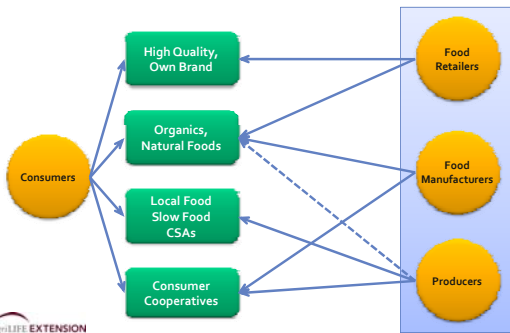 High Quality,
Own Brand
Food
Retailers
Organics,
Natural Foods
Food
Manufacturers
Consumers
Local Food
Slow Food
CSAs
Consumer
Cooperatives
Producers
EXTENSION